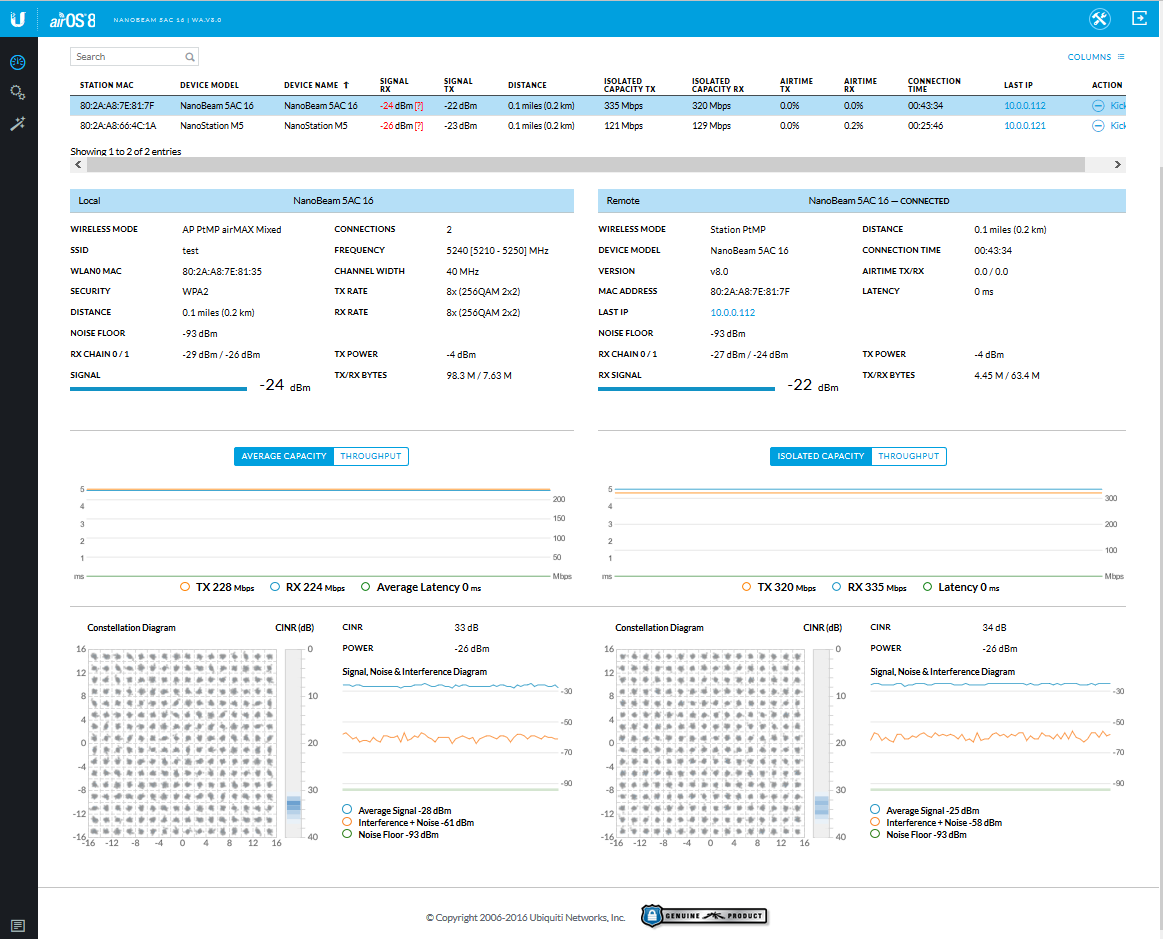 U airOS 8 NANOBEAM 5AC 16 | WA.V8.0
Search COLUMNS
STATION MAC DEVICE MODEL DEVICE NAME ↑ SIGNAL RX SIGNAL TX DISTANCE ISOLATED CAPACITY TX ISOLATED CAPACITY RX AIRTIME TX AIRTIME RX CONNECTION TIME LAST IP ACTION
80:2A:A8:7E:81:7F NanoBeam 5AC 16 NanoBeam 5AC 16 -24 dBm [?] -22 dBm 0.1 miles (0.2 km) 335 Mbps 320 Mbps 0.0% 0.0% 00:43:34 10.0.0.112 Kick
80:2A:A8:66:4C:1A NanoStation M5 NanoStation M5 -26 dBm [?] -23 dBm 0.1 miles (0.2 km) 121 Mbps 129 Mbps 0.0% 0.2% 00:25:46 10.0.0.121 Kick
Showing 1 to 2 of 2 entries
Local NanoBeam 5AC 16
WIRELESS MODE AP PtMP airMAX Mixed CONNECTIONS 2
SSID test FREQUENCY 5240 [5210 - 5250] MHz
WLAN0 MAC 80:2A:A8:7E:81:35 CHANNEL WIDTH 40 MHz
SECURITY WPA2 TX RATE 8x (256QAM 2x2)
DISTANCE 0.1 miles (0.2 km) RX RATE 8x (256QAM 2x2)
NOISE FLOOR -93 dBm
RX CHAIN 0 / 1 -29 dBm / -26 dBm TX POWER -4 dBm
SIGNAL -24 dBm TX/RX BYTES 98.3 M / 7.63 M
Remote NanoBeam 5AC 16 — CONNECTED
WIRELESS MODE Station PtMP DISTANCE 0.1 miles (0.2 km)
DEVICE MODEL NanoBeam 5AC 16 CONNECTION TIME 00:43:34
VERSION v8.0 AIRTIME TX/RX 0.0 / 0.0
MAC ADDRESS 80:2A:A8:7E:81:7F LATENCY 0 ms
LAST IP 10.0.0.112
NOISE FLOOR -93 dBm
RX CHAIN 0 / 1 -27 dBm / -24 dBm TX POWER -4 dBm
RX SIGNAL -22 dBm TX/RX BYTES 4.45 M / 63.4 M
AVERAGE CAPACITY THROUGHPUT
5
4 200
3 150
2 100
1 50
ms Mbps
TX 228 Mbps RX 224 Mbps Average Latency 0 ms
ISOLATED CAPACITY THROUGHPUT
5
4 300
3 200
2
1 100
ms Mbps
TX 320 Mbps RX 335 Mbps Latency 0 ms
Constellation Diagram CINR (dB)
16 12 8 4 0 -4 -8 -12 -16
-16 -12 -8 -4 0 4 8 12 16
0 10 20 30 40
CINR 33 dB
POWER -26 dBm
Signal, Noise & Interference Diagram
-30
-50
-70
-90
Average Signal -28 dBm
Interference + Noise -61 dBm
Noise Floor -93 dBm
Constellation Diagram CINR (dB)
16 12 8 4 0 -4 -8 -12 -16
-16 -12 -8 -4 0 4 8 12 16
0 10 20 30 40
CINR 34 dB
POWER -26 dBm
Signal, Noise & Interference Diagram
-30
-50
-70
-90
Average Signal -25 dBm
Interference + Noise -58 dBm
Noise Floor -93 dBm
© Copyright 2006-2016 Ubiquiti Networks, Inc. GENUINE PRODUCT